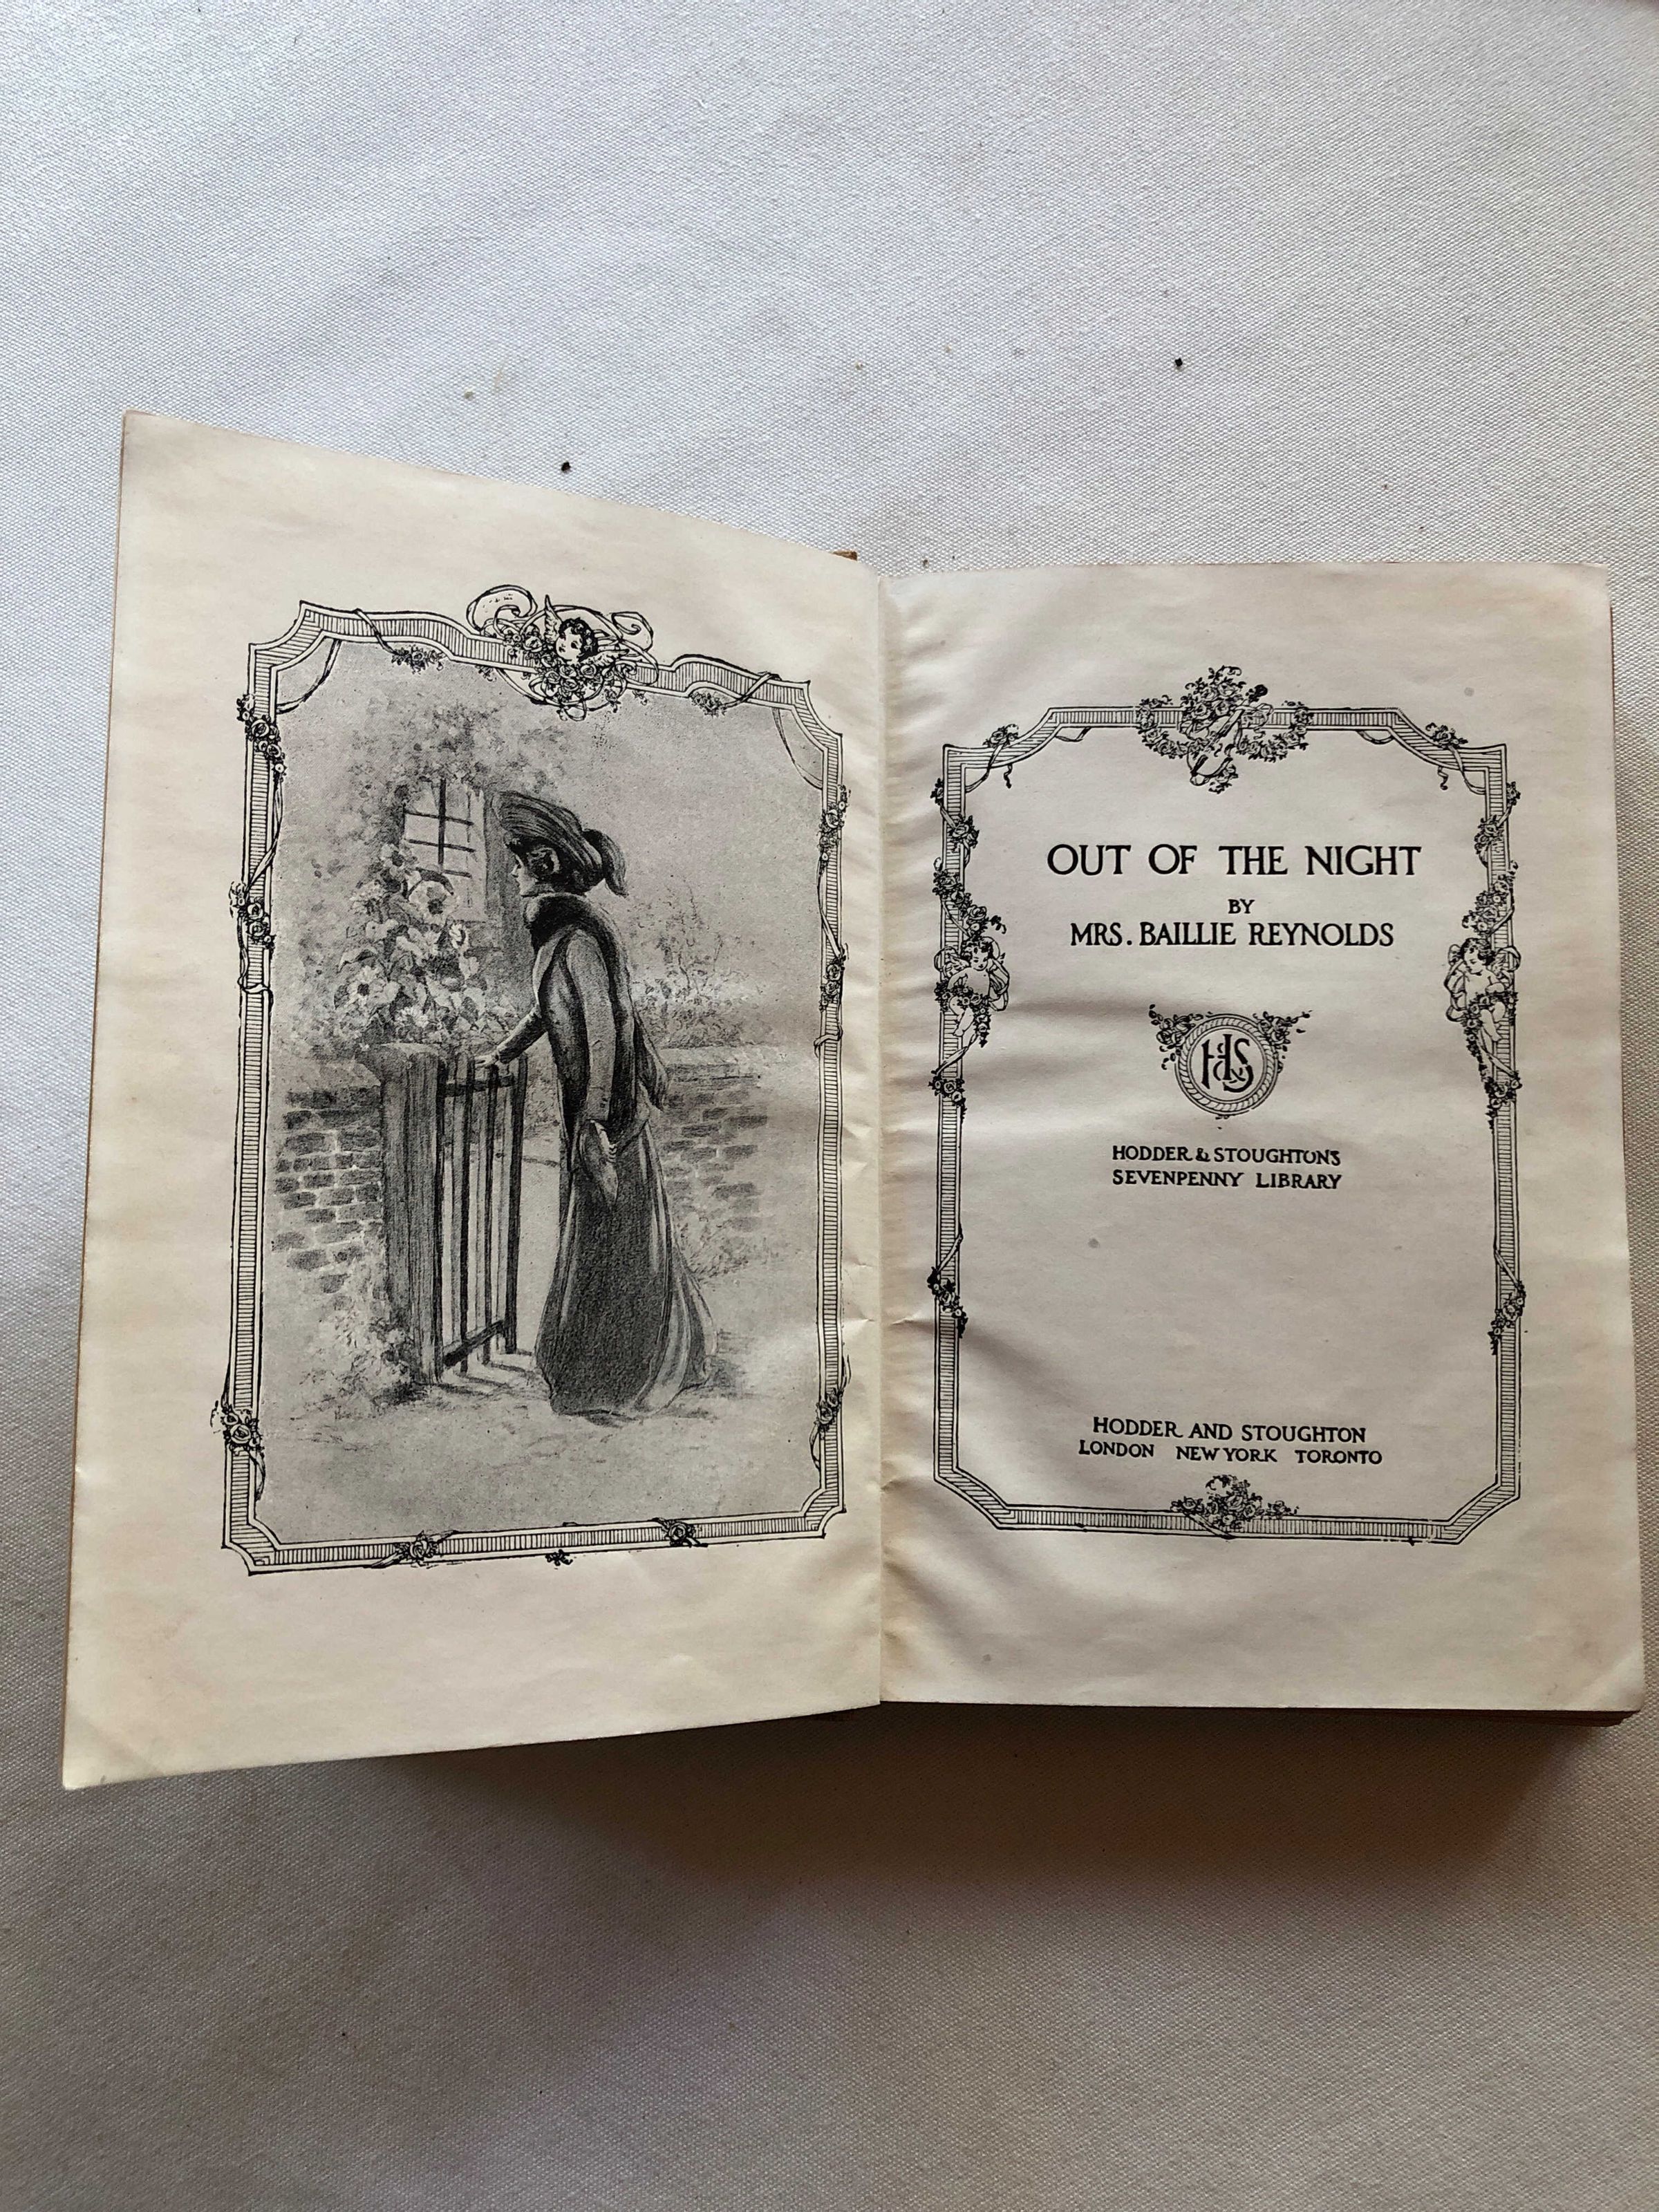 OUT OF THE NIGHT
BY
MRS. BAILLIE REYNOLDS
H&S
HODDER & STOUGHTON'S
SEVENPENNY LIBRARY
HODDER AND STOUGHTON
LONDON NEW YORK TORONTO